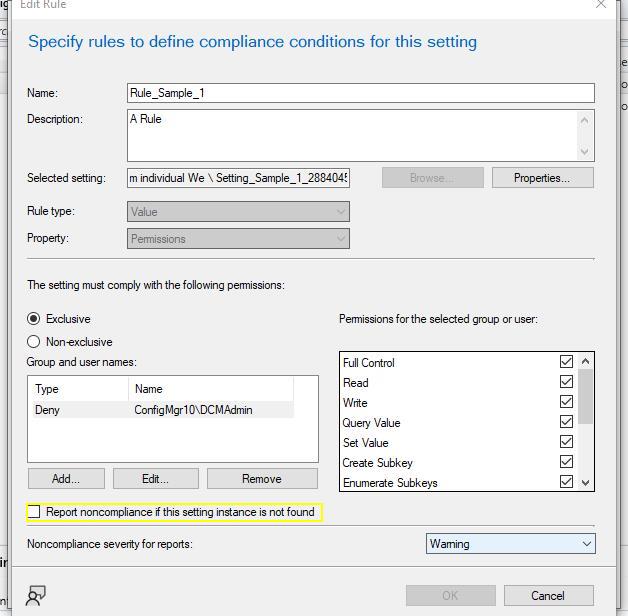 Edit Rule
Specify rules to define compliance conditions for this setting
Name:
Rule_Sample_1
Description:
A Rule
Selected setting:
m individual We \ Setting_Sample_1_2884045
Browse...
Properties...
Rule type:
Value
Property:
Permissions
The setting must comply with the following permissions:
Exclusive
Non-exclusive
Group and user names:
Type Name
Deny ConfigMgr10\DCMAdmin
Add...
Edit...
Remove
Permissions for the selected group or user:
Full Control
Read
Write
Query Value
Set Value
Create Subkey
Enumerate Subkeys
Report noncompliance if this setting instance is not found
Noncompliance severity for reports:
Warning
OK
Cancel